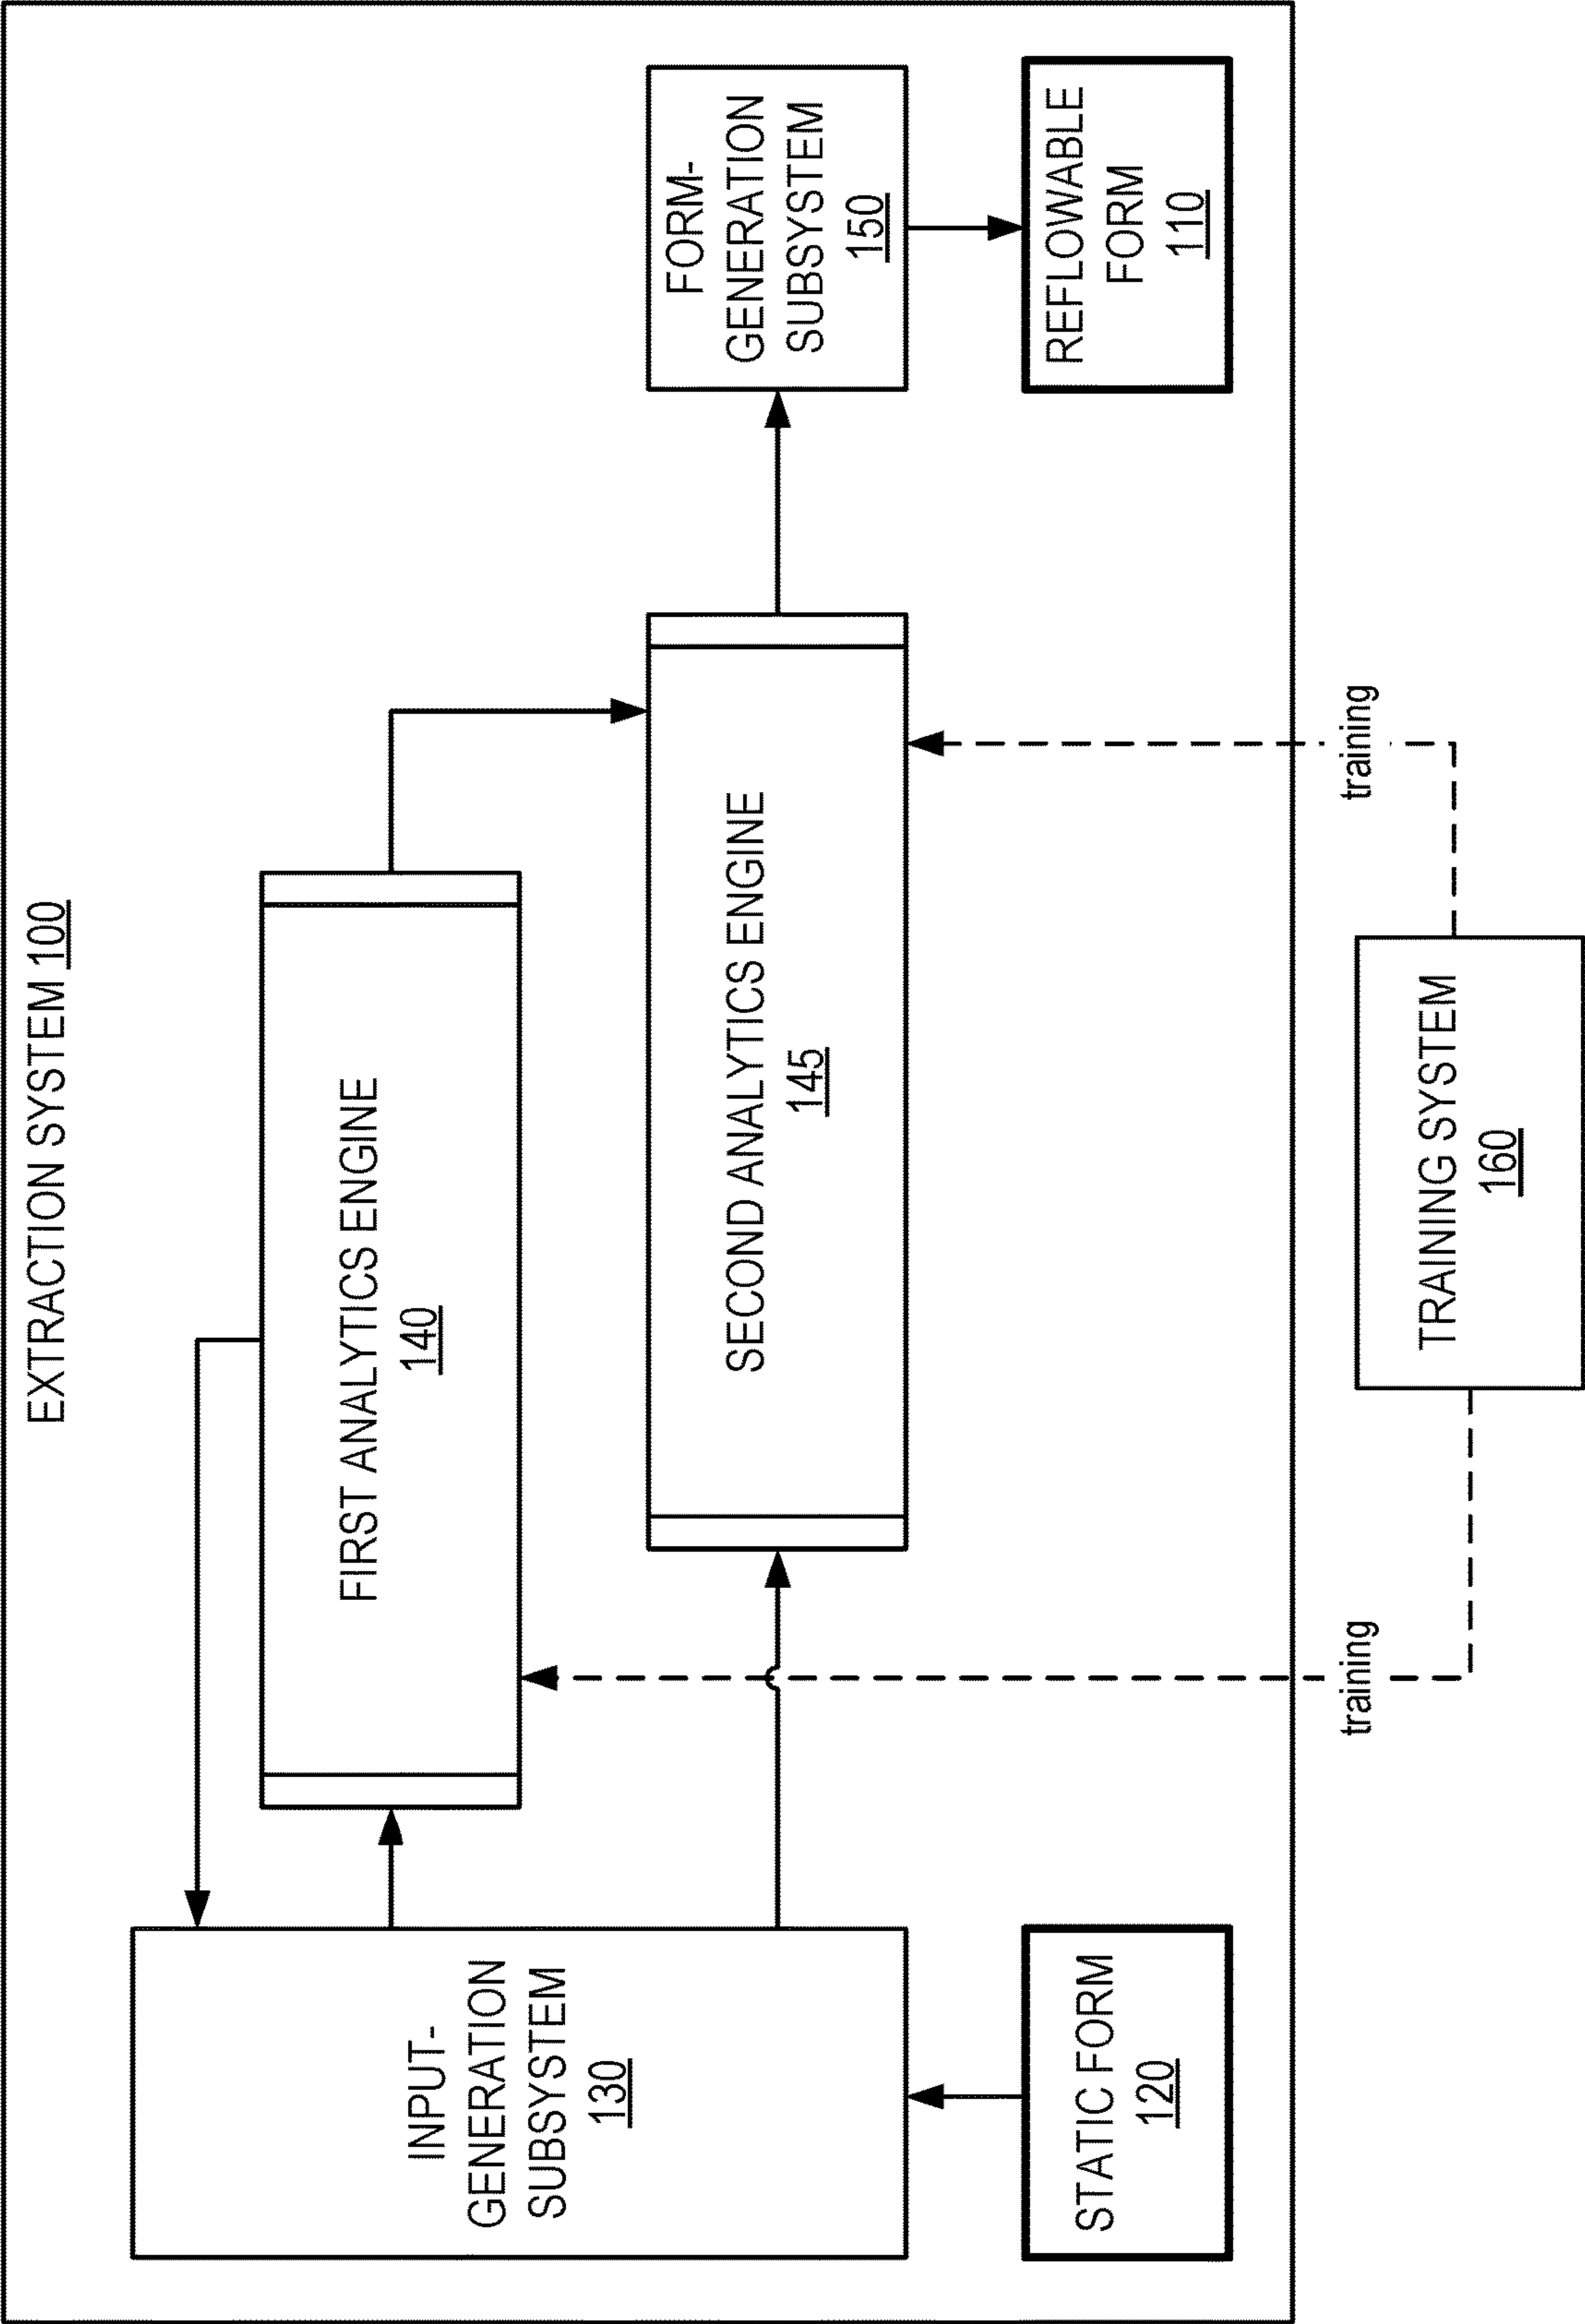 EXTRACTION SYSTEM 100
INPUT-
GENERATION
SUBSYSTEM
130
FIRST ANALYTICS ENGINE
140
SECOND ANALYTICS ENGINE
145
FORM-
GENERATION
SUBSYSTEM
150
STATIC FORM
120
REFLOWABLE
FORM
110
training
training
TRAINING SYSTEM
160